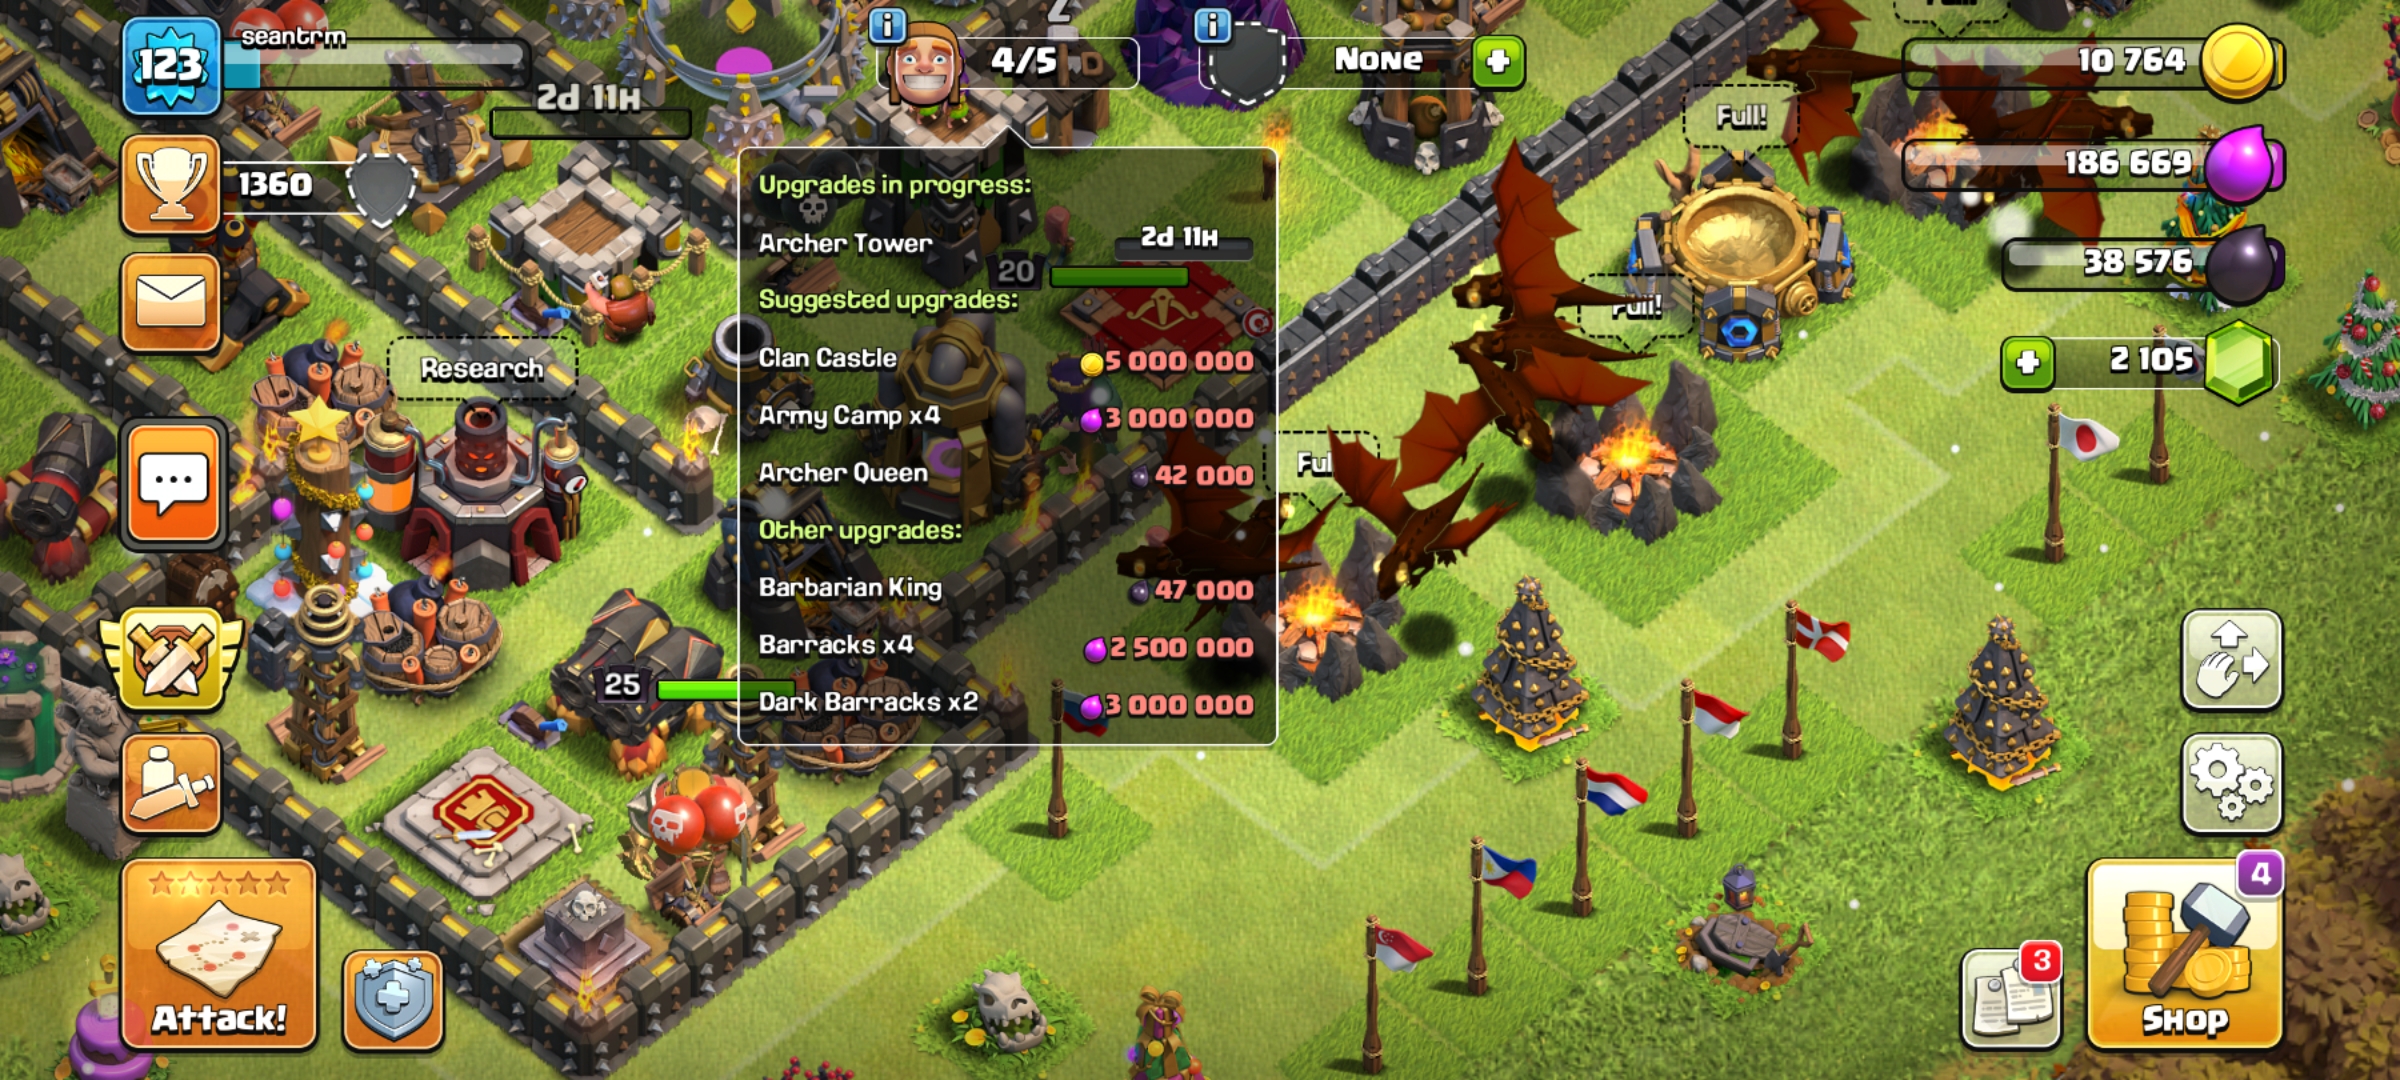 123
seantrm
4/5
None
10 764
2d 11h
Full!
1360
186 669
Upgrades in progress:
Archer Tower
2d 11h
20
38 576
Suggested upgrades:
Full!
Clan Castle
5 000 000
2 105
Research
Army Camp x4
3 000 000
Archer Queen
42 000
Other upgrades:
Barbarian King
47 000
Barracks x4
2 500 000
25
Dark Barracks x2
3 000 000
Attack!
4
3
Shop